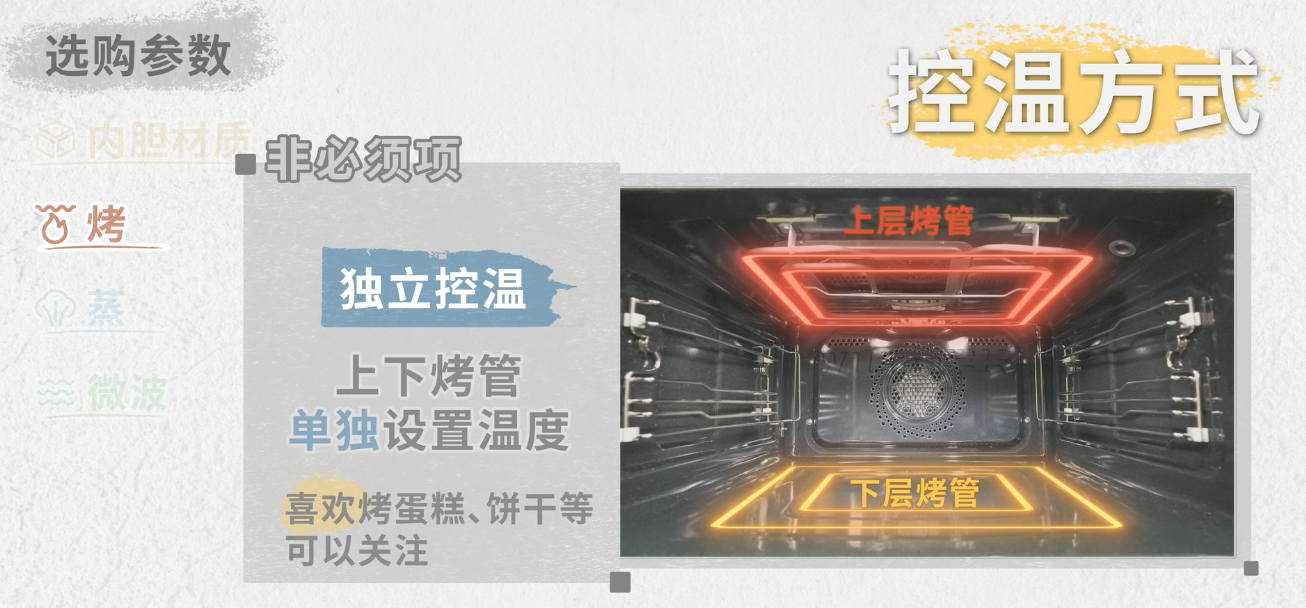 选购参数
控温方式
内胆材质
烤
蒸
微波
非必须项
独立控温
上下烤管
单独设置温度
喜欢烤蛋糕、饼干等
可以关注
上层烤管
下层烤管